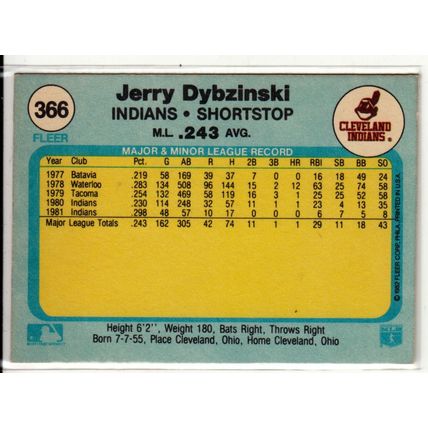 366
FLEER
Jerry Dybzinski
INDIANS • SHORTSTOP
M.L. .243 AVG.
CLEVELAND
INDIANS
MAJOR & MINOR LEAGUE RECORD
Year Club Pct. G AB R H 2B 3B HR RBI SB BB SO
1977 Batavia .219 58 169 39 37 7 0 0 16 18 49 24
1978 Waterloo .283 134 508 96 144 15 2 12 63 25 74 58
1979 Tacoma .254 132 469 58 119 16 4 2 52 25 58 58
1980 Indians .230 114 248 32 57 11 1 1 23 13 13 35
1981 Indians .298 48 57 10 17 0 0 0 6 7 5 8
Major League Totals .243 162 305 42 74 11 1 1 29 11 18 43
© 1982 FLEER CORP. PHILA. PRINTED IN U.S.A.
Height 6'2", Weight 180, Bats Right, Throws Right
Born 7-7-55, Place Cleveland, Ohio, Home Cleveland, Ohio